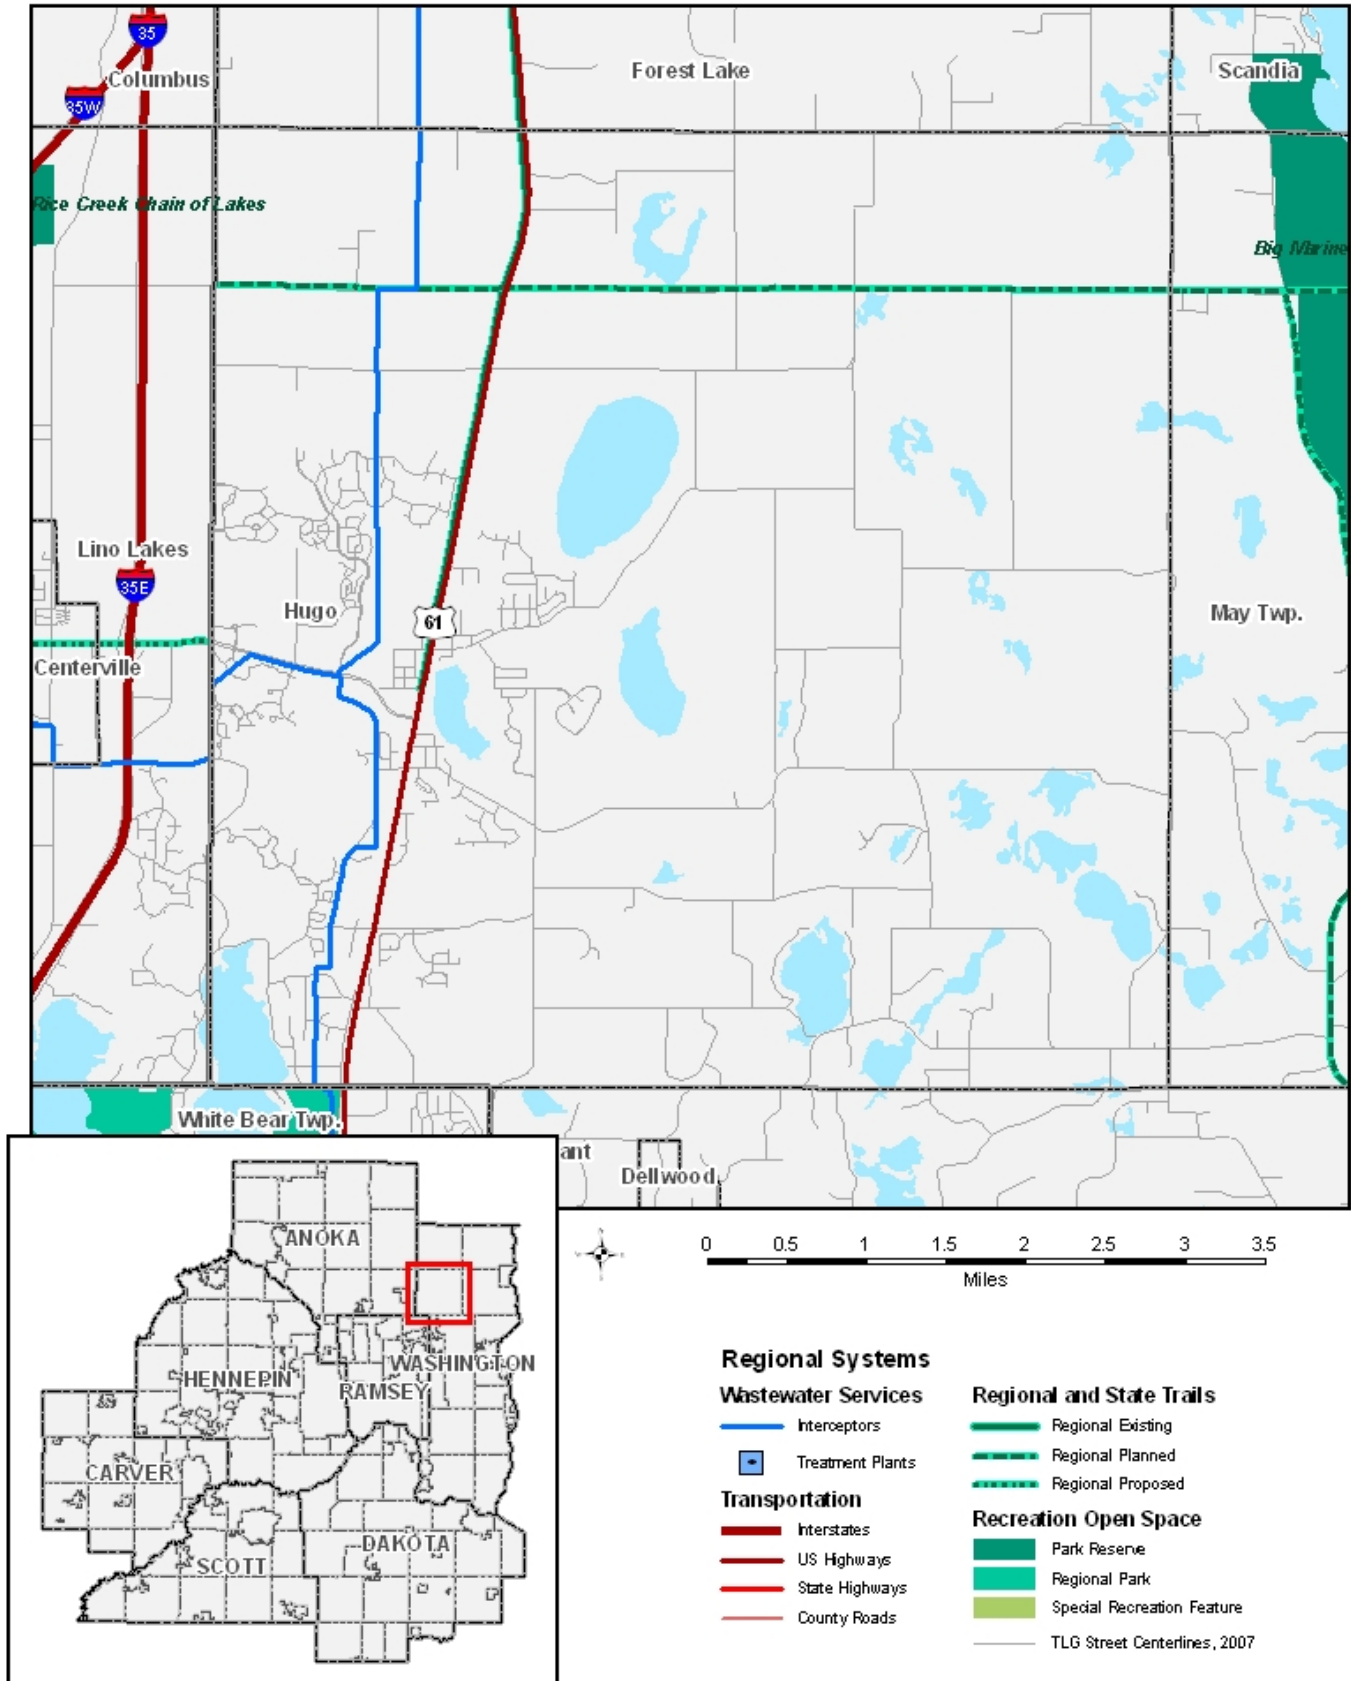 35
Columbus
Forest Lake
Scandia
35W
Rice Creek Chain of Lakes
Big Marine
Lino Lakes
35E
Hugo
61
May Twp.
Centerville
White Bear Twp.
ant
Dellwood
ANOKA
HENNEPIN
RAMSEY
WASHINGTON
CARVER
SCOTT
DAKOTA
0 0.5 1 1.5 2 2.5 3 3.5
Miles
Regional Systems
Wastewater Services
Interceptors
Treatment Plants
Transportation
Interstates
US Highways
State Highways
County Roads
Regional and State Trails
Regional Existing
Regional Planned
Regional Proposed
Recreation Open Space
Park Reserve
Regional Park
Special Recreation Feature
TLG Street Centerlines, 2007